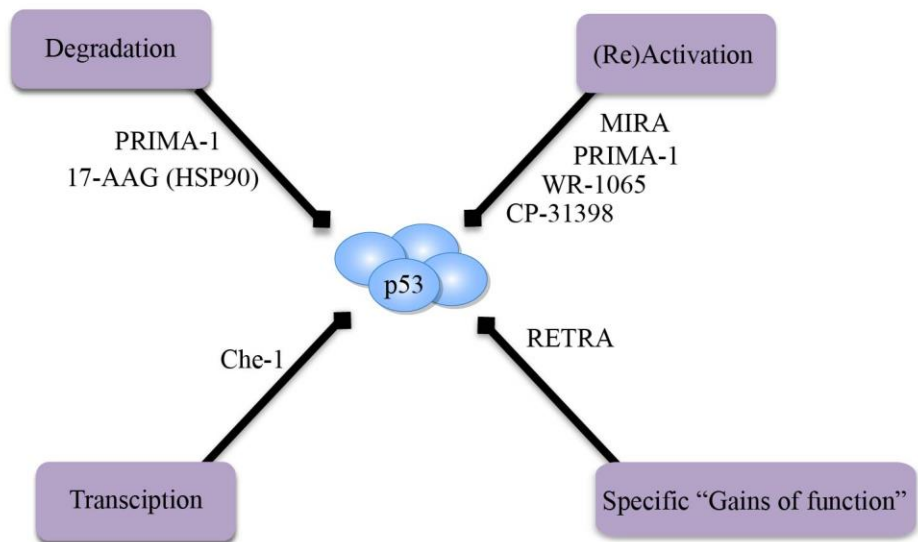 Degradation
(Re)Activation
PRIMA-1
17-AAG (HSP90)
MIRA
PRIMA-1
WR-1065
CP-31398
p53
Che-1
RETRA
Transciption
Specific “Gains of function”